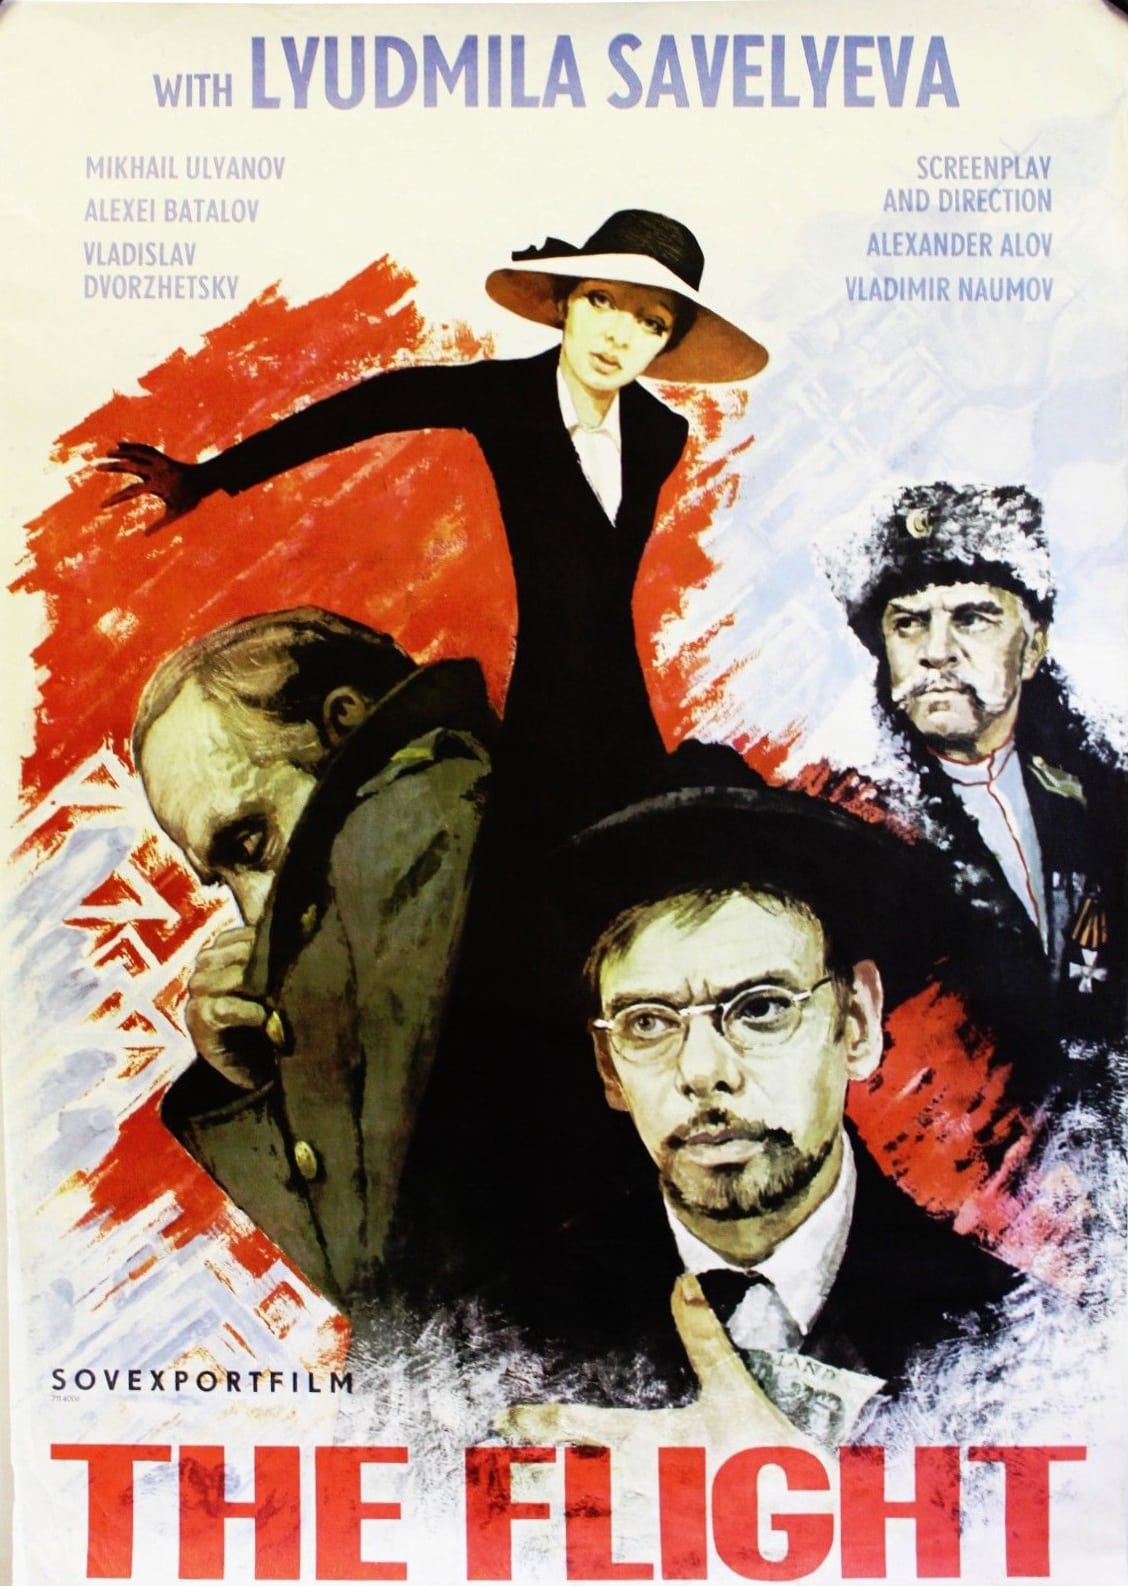 WITH LYUDMILA SAVELYEVA
MIKHAIL ULYANOV
ALEXEI BATALOV
VLADISLAV
DVORZHETSKY
SCREENPLAY
AND DIRECTION
ALEXANDER ALOV
VLADIMIR NAUMOV
SOVEXPORTFILM
THE FLIGHT